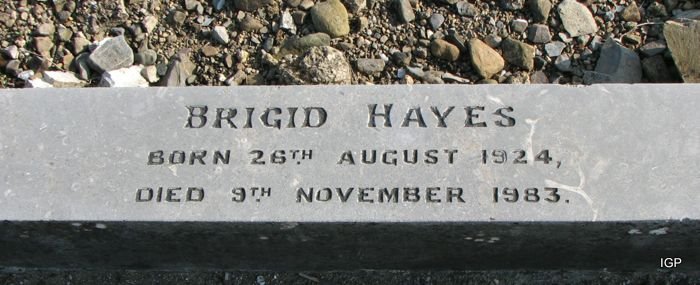 BRIGID HAYES
BORN 26TH AUGUST 1924,
DIED 9TH NOVEMBER 1983.
IGP